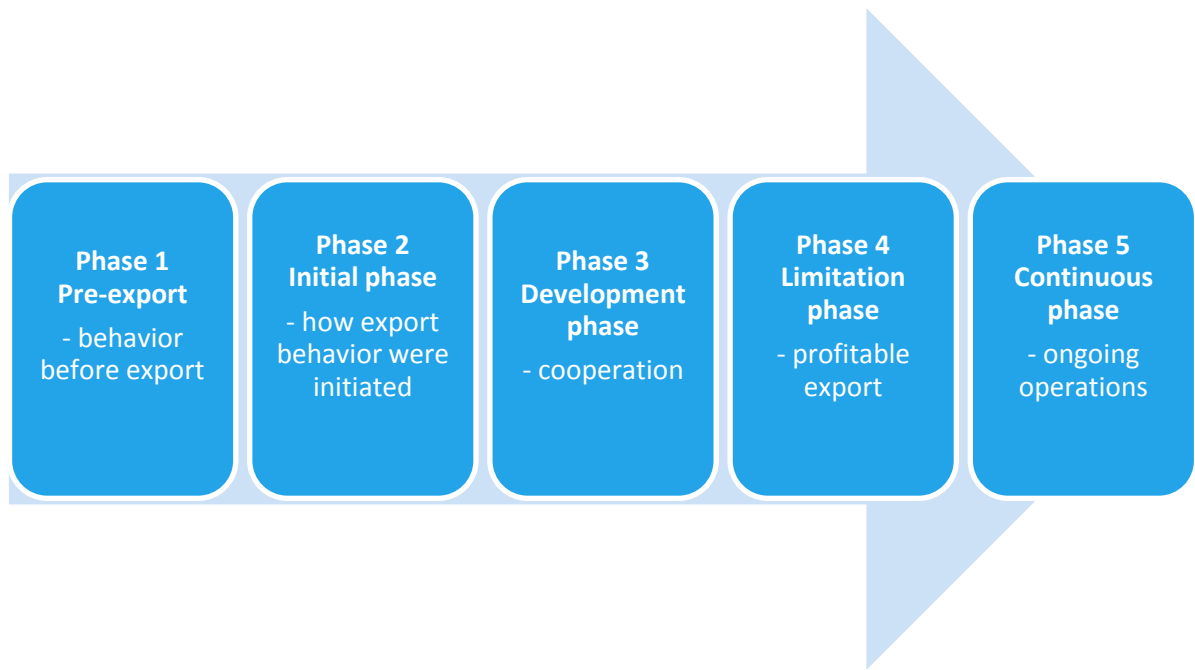 Phase 1
Pre-export
- behavior
before export
Phase 2
Initial phase
- how export
behavior were
initiated
Phase 3
Development
phase
- cooperation
Phase 4
Limitation
phase
- profitable
export
Phase 5
Continuous
phase
- ongoing
operations